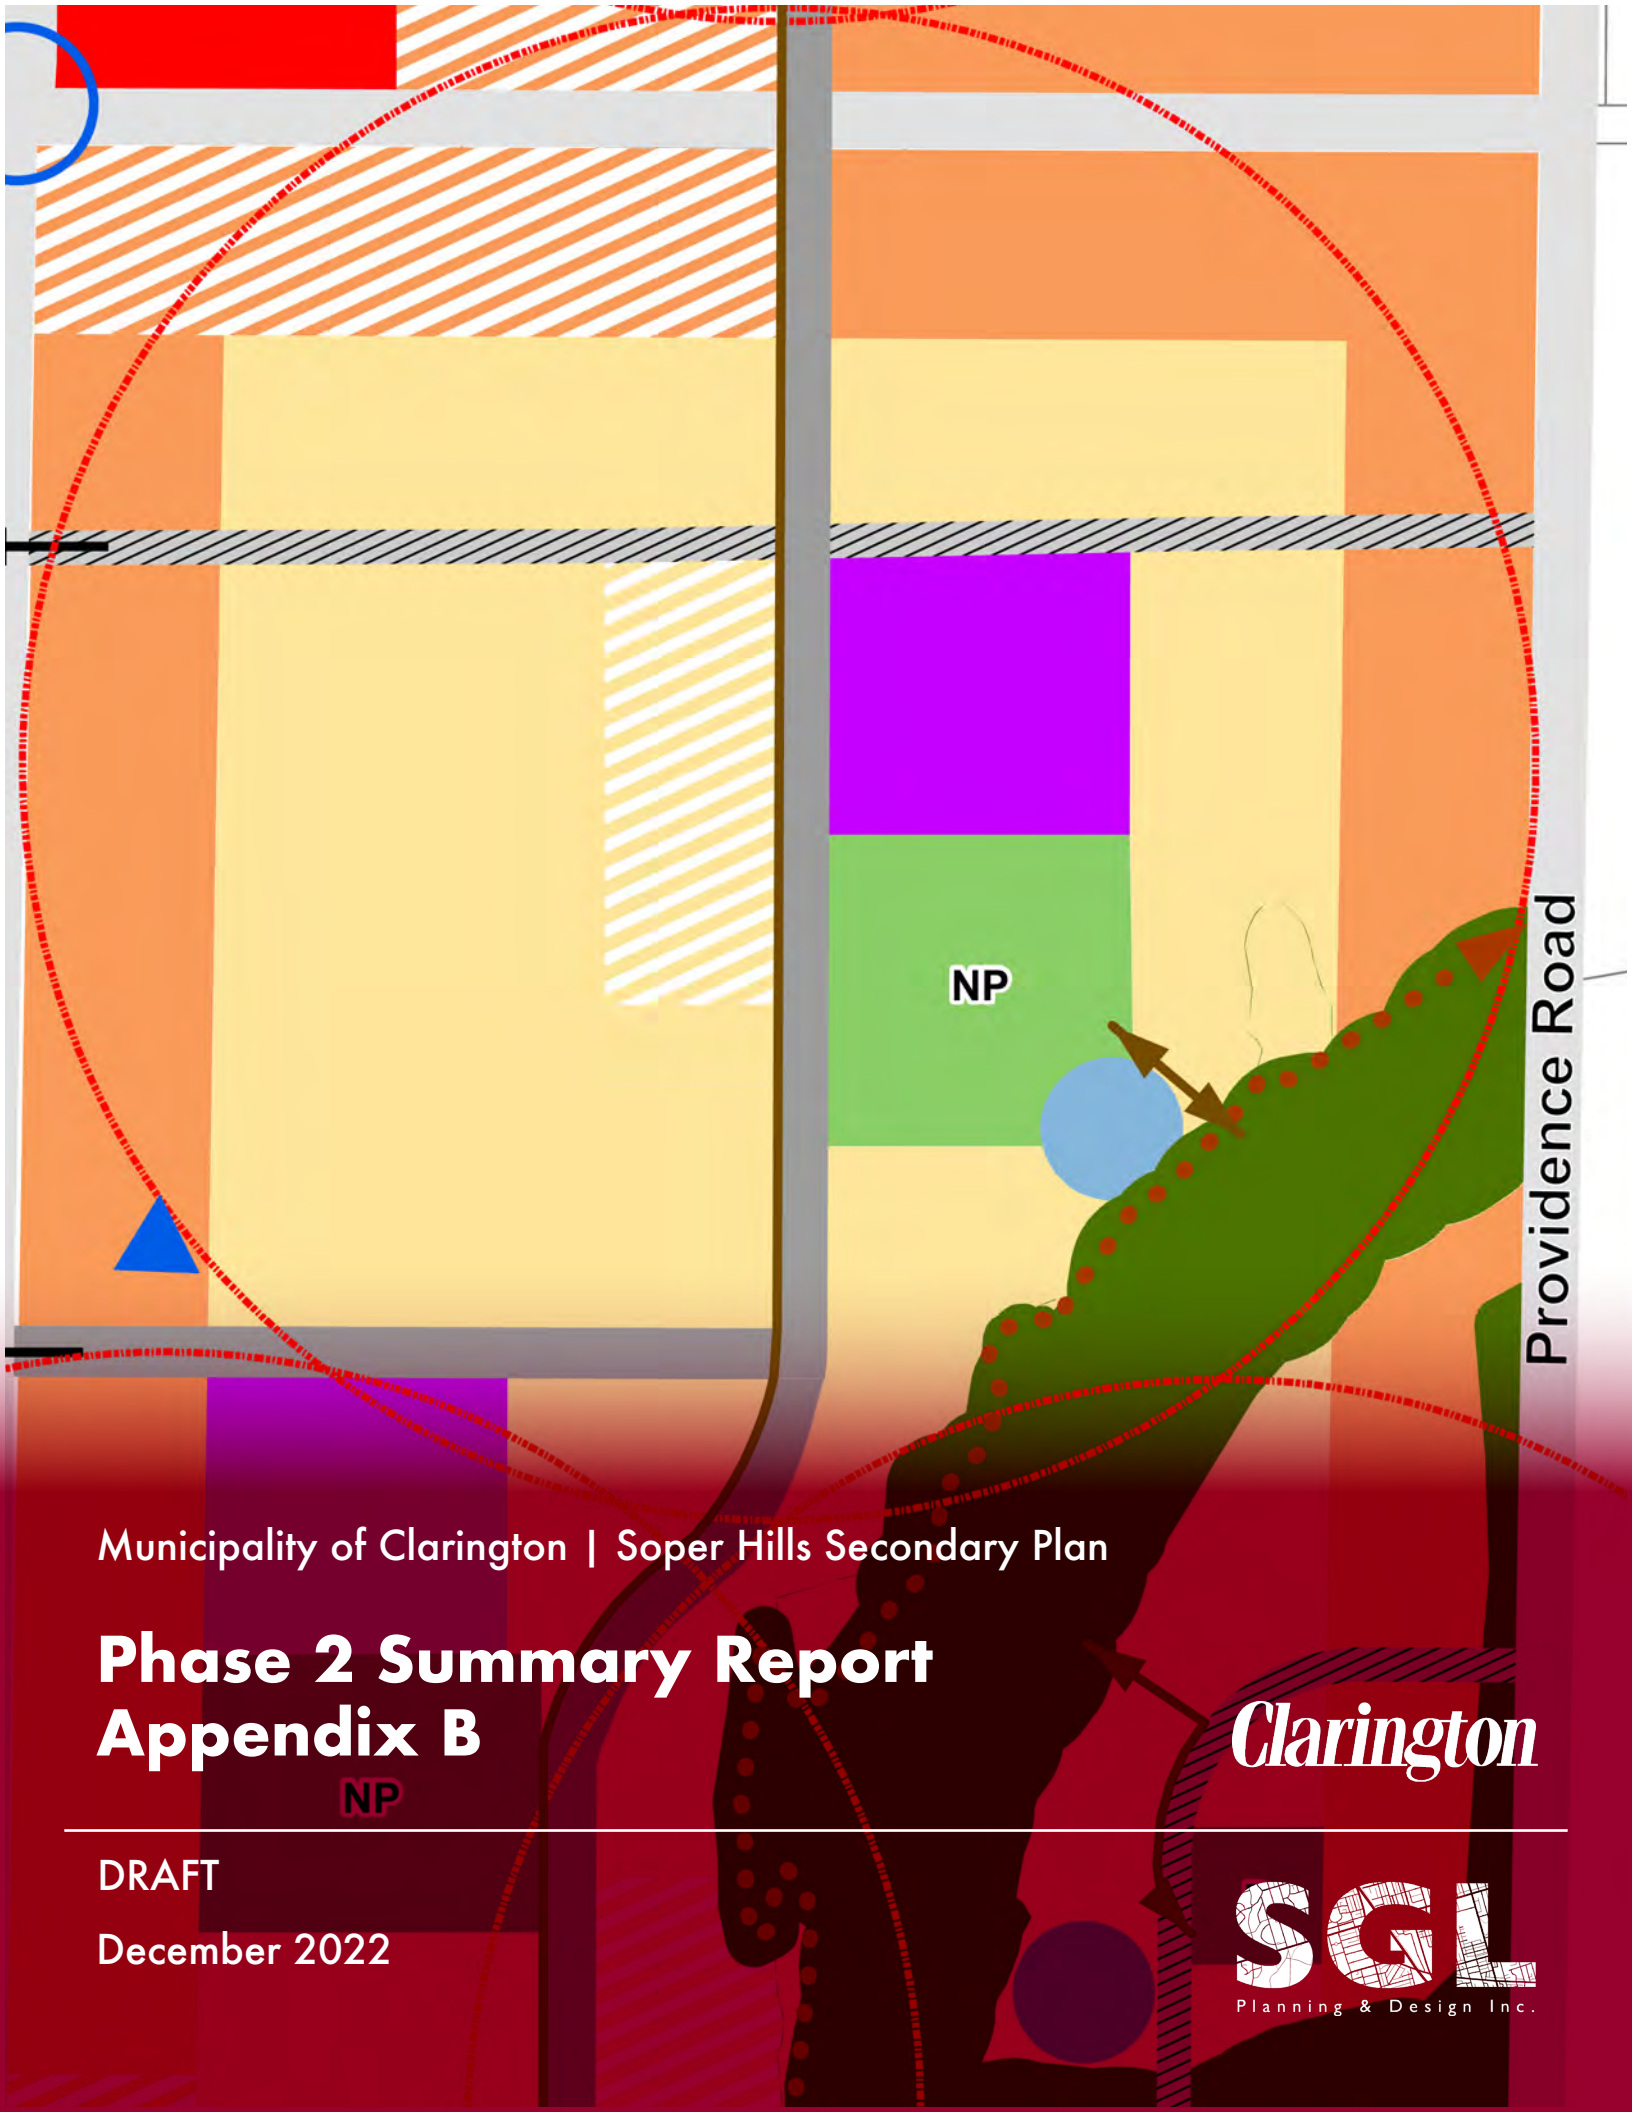 NP
Providence Road
Municipality of Clarington | Soper Hills Secondary Plan
Phase 2 Summary Report
Appendix B
NP
Clarington
DRAFT
December 2022
SGL
Planning & Design Inc.